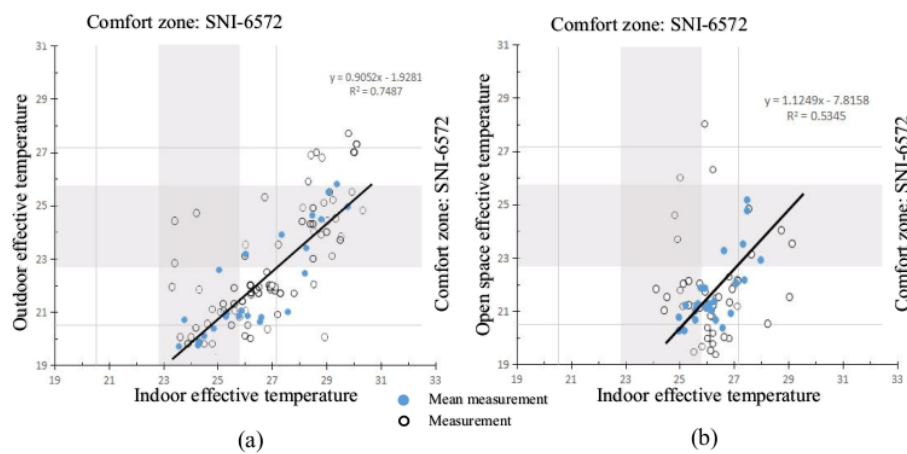 Comfort zone: SNI-6572
31
29
27
25
23
21
19
y = 0.9052x - 1.9281
R² = 0.7487
Outdoor effective temperature
Comfort zone: SNI-6572
19 21 23 25 27 29 31 33
Indoor effective temperature
(a)
Comfort zone: SNI-6572
31
29
27
25
23
21
19
y = 1.1249x - 7.8158
R² = 0.5345
Open space effective temperature
Comfort zone: SNI-6572
19 21 23 25 27 29 31 33
Indoor effective temperature
(b)
Mean measurement
Measurement